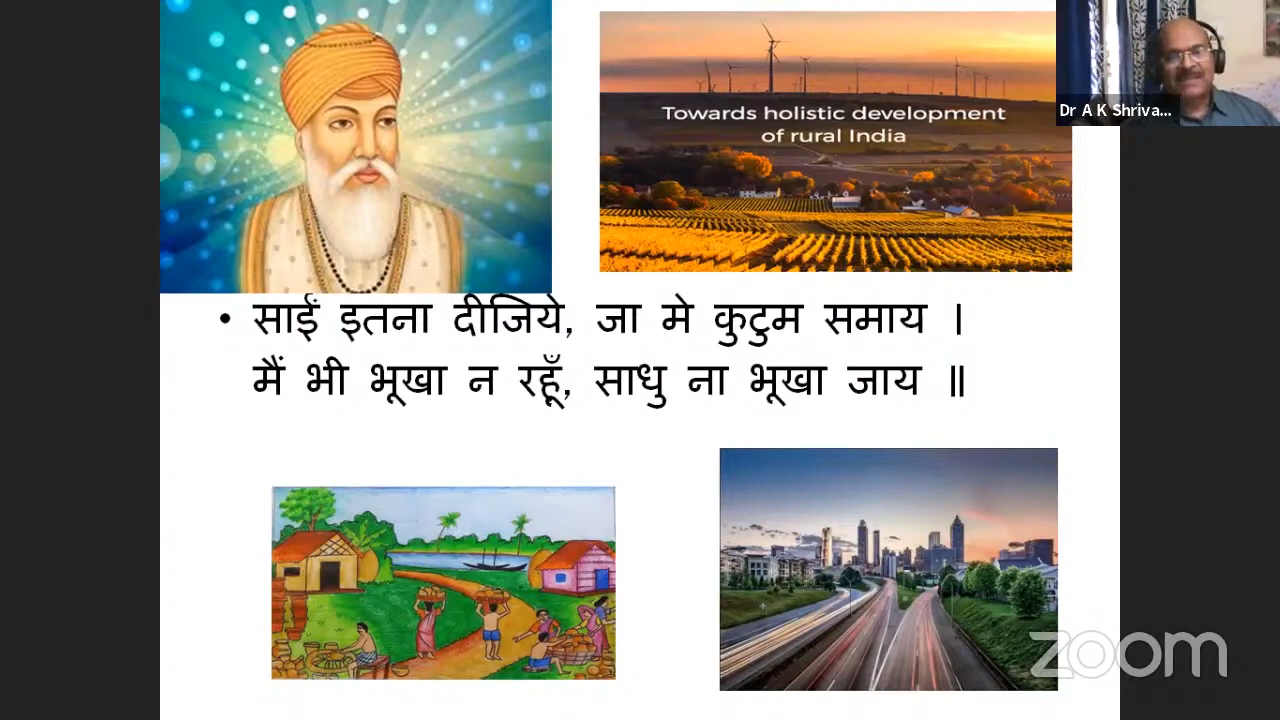 Towards holistic development
of rural India
Dr A K Shriva...
• साईं इतना दीजिये, जा मे कुटुम समाय ।
मैं भी भूखा न रहूँ, साधु ना भूखा जाय ॥
zoom